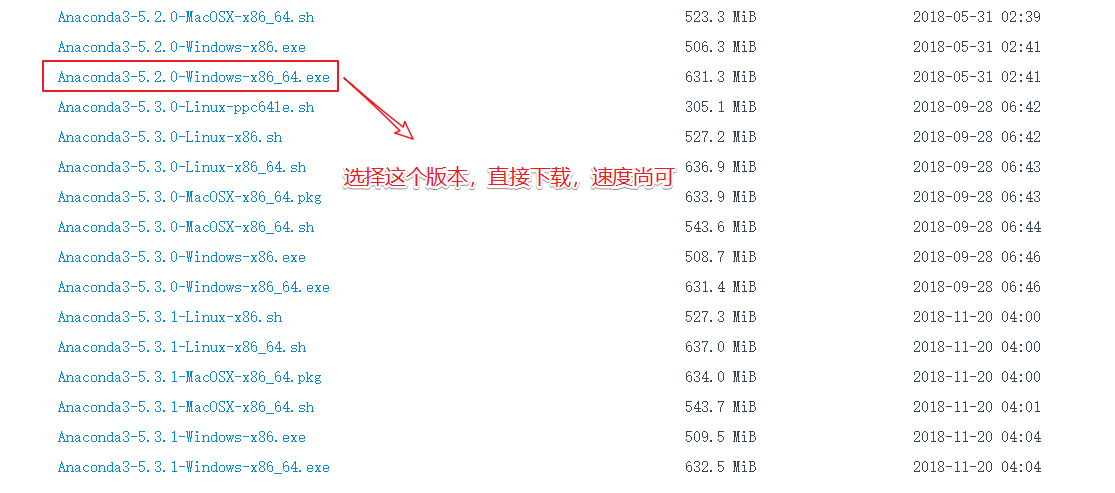 Anaconda3-5.2.0-MacOSX-x86_64.sh 523.3 MiB 2018-05-31 02:39
Anaconda3-5.2.0-Windows-x86.exe 506.3 MiB 2018-05-31 02:41
Anaconda3-5.2.0-Windows-x86_64.exe 631.3 MiB 2018-05-31 02:41
Anaconda3-5.3.0-Linux-ppc64le.sh 305.1 MiB 2018-09-28 06:42
Anaconda3-5.3.0-Linux-x86.sh 527.2 MiB 2018-09-28 06:42
Anaconda3-5.3.0-Linux-x86_64.sh 636.9 MiB 2018-09-28 06:43
选择这个版本，直接下载，速度尚可
Anaconda3-5.3.0-MacOSX-x86_64.pkg 633.9 MiB 2018-09-28 06:43
Anaconda3-5.3.0-MacOSX-x86_64.sh 543.6 MiB 2018-09-28 06:44
Anaconda3-5.3.0-Windows-x86.exe 508.7 MiB 2018-09-28 06:46
Anaconda3-5.3.0-Windows-x86_64.exe 631.4 MiB 2018-09-28 06:46
Anaconda3-5.3.1-Linux-x86.sh 527.3 MiB 2018-11-20 04:00
Anaconda3-5.3.1-Linux-x86_64.sh 637.0 MiB 2018-11-20 04:00
Anaconda3-5.3.1-MacOSX-x86_64.pkg 634.0 MiB 2018-11-20 04:00
Anaconda3-5.3.1-MacOSX-x86_64.sh 543.7 MiB 2018-11-20 04:01
Anaconda3-5.3.1-Windows-x86.exe 509.5 MiB 2018-11-20 04:04
Anaconda3-5.3.1-Windows-x86_64.exe 632.5 MiB 2018-11-20 04:04